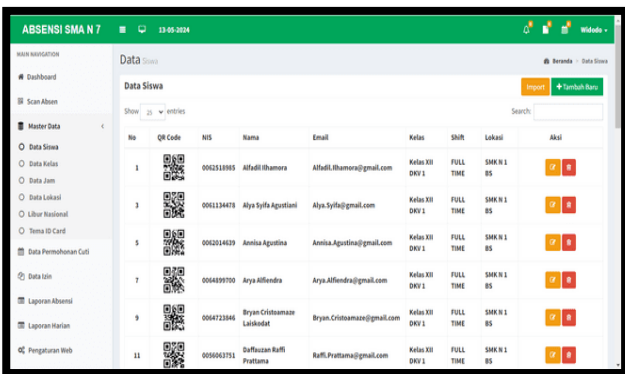 ABSENSI SMA N 7
13-05-2024
Widodo
MAIN NAVIGATION
Dashboard
Scan Absen
Master Data
Data Siswa
Data Kelas
Data Jam
Data Lokasi
Libur Nasional
Tema ID Card
Data Permohonan Cuti
Data Izin
Laporan Absensi
Laporan Harian
Pengaturan Web
Data Siswa
Beranda > Data Siswa
Data Siswa
Import
+Tambah Baru
Show 25 entries
Search:
No QR Code NIS Nama Email Kelas Shift Lokasi Aksi
1 0062518985 Alfadil Ilhamora Alfadil.Ilhamora@gmail.com Kelas XII DKV 1 FULL TIME SMK N 1 BS
3 0061134478 Alya Syifa Agustiani Alya.Syifa@gmail.com Kelas XII DKV 1 FULL TIME SMK N 1 BS
5 0062014639 Annisa Agustina Annisa.Agustina@gmail.com Kelas XII DKV 1 FULL TIME SMK N 1 BS
7 0064899700 Arya Alfiendra Arya.Alfiendra@gmail.com Kelas XII DKV 1 FULL TIME SMK N 1 BS
9 0064723846 Bryan Cristoamaze Laiskodat Bryan.Cristoamaze@gmail.com Kelas XII DKV 1 FULL TIME SMK N 1 BS
11 0056063751 Daffauzan Raffi Prattama Raffi.Prattama@gmail.com Kelas XII DKV 1 FULL TIME SMK N 1 BS